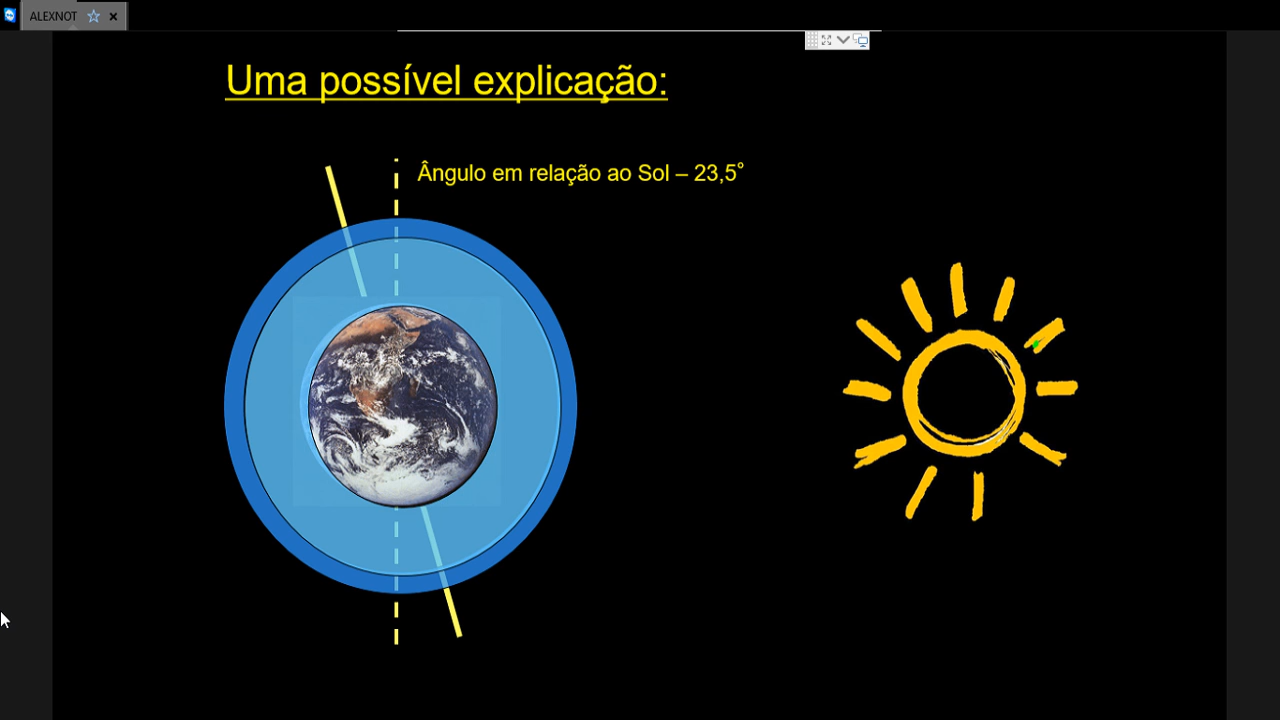 ALEXNOT
Uma possível explicação:
Ângulo em relação ao Sol – 23,5°